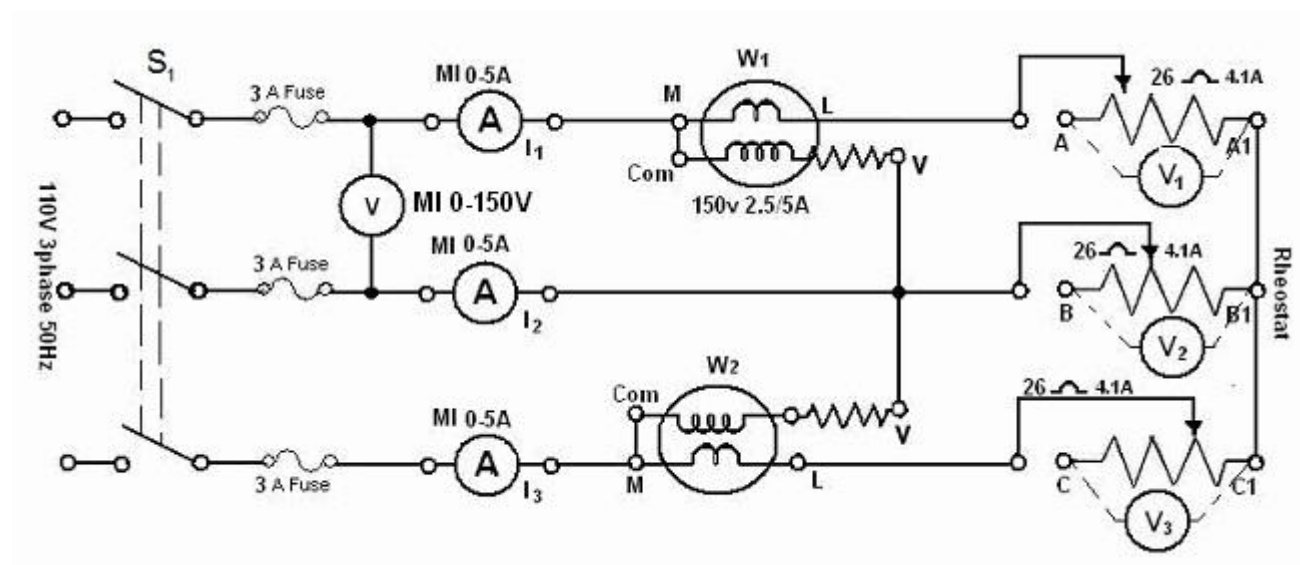 S1
3 A Fuse
MI 0-5A
A
I1
M
W1
L
Com
V
150v 2.5/5A
26 4.1A
A
A1
V1
110V 3phase 50Hz
V
MI 0-150V
3 A Fuse
MI 0-5A
A
I2
26 4.1A
B
B1
V2
Rheostat
3 A Fuse
MI 0-5A
A
I3
W2
Com
V
M
L
26 4.1A
C
C1
V3